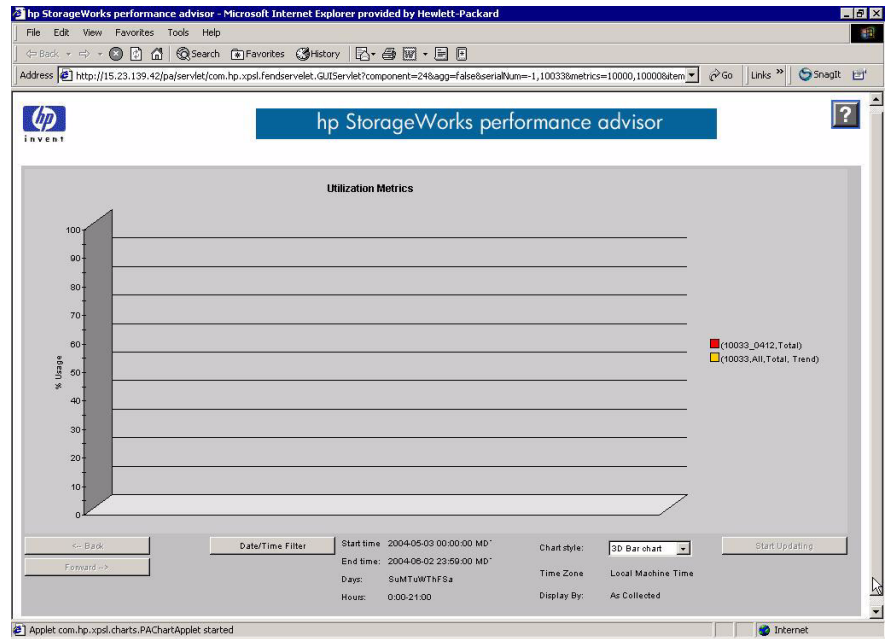 hp StorageWorks performance advisor - Microsoft Internet Explorer provided by Hewlett-Packard
File Edit View Favorites Tools Help
Back Search Favorites History
Address http://15.23.139.42/pa/servlet/com.hp.xpsl.fendservelet.GUIServlet?component=24&agg=false&serialNum=-1,10033&metrics=10000,10000&item Go Links » SnagIt
hp
invent
hp StorageWorks performance advisor
?
Utilization Metrics
100
90
80
70
60
50
40
30
20
10
0
% Usage
(10033_0412,Total)
(10033,All,Total, Trend)
<-- Back
Forward -->
Date/Time Filter
Start time 2004-05-03 00:00:00 MD
End time: 2004-06-02 23:59:00 MD
Days: SuMTuWThFSa
Hours: 0:00-21:00
Chart style: 3D Bar chart
Time Zone Local Machine Time
Display By: As Collected
Start Updating
Applet com.hp.xpsl.charts.PAChartApplet started
Internet